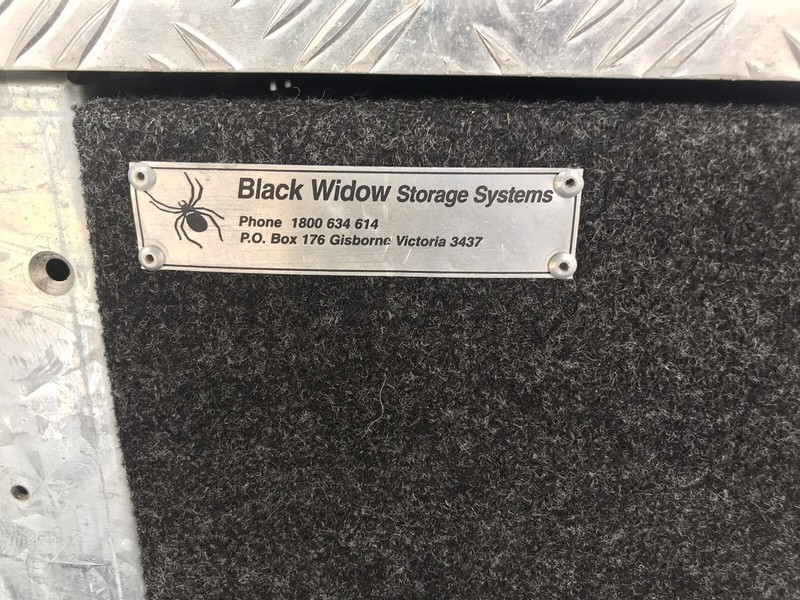 Black Widow Storage Systems
Phone 1800 634 614
P.O. Box 176 Gisborne Victoria 3437